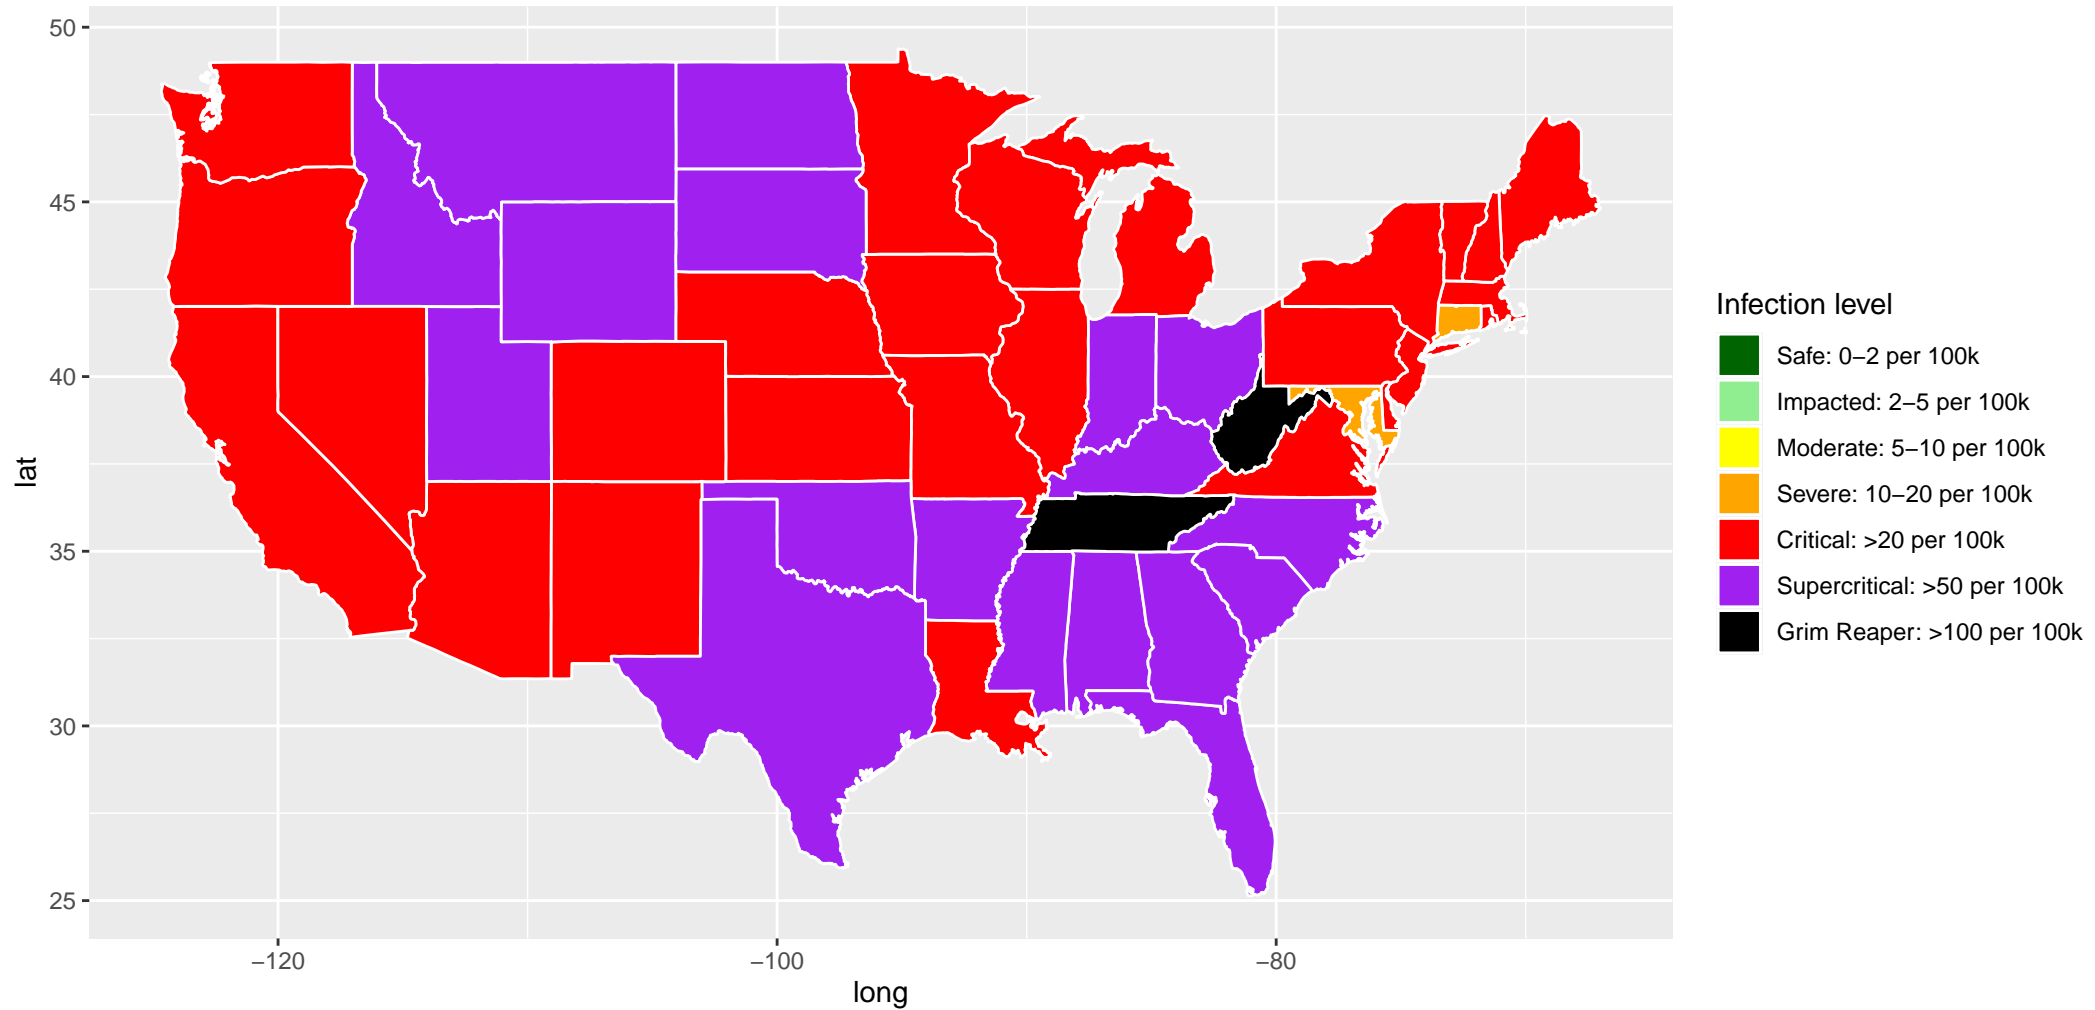 50
45
40
35
30
25
lat
−120
−100
−80
long
Infection level
Safe: 0−2 per 100k
Impacted: 2−5 per 100k
Moderate: 5−10 per 100k
Severe: 10−20 per 100k
Critical: >20 per 100k
Supercritical: >50 per 100k
Grim Reaper: >100 per 100k